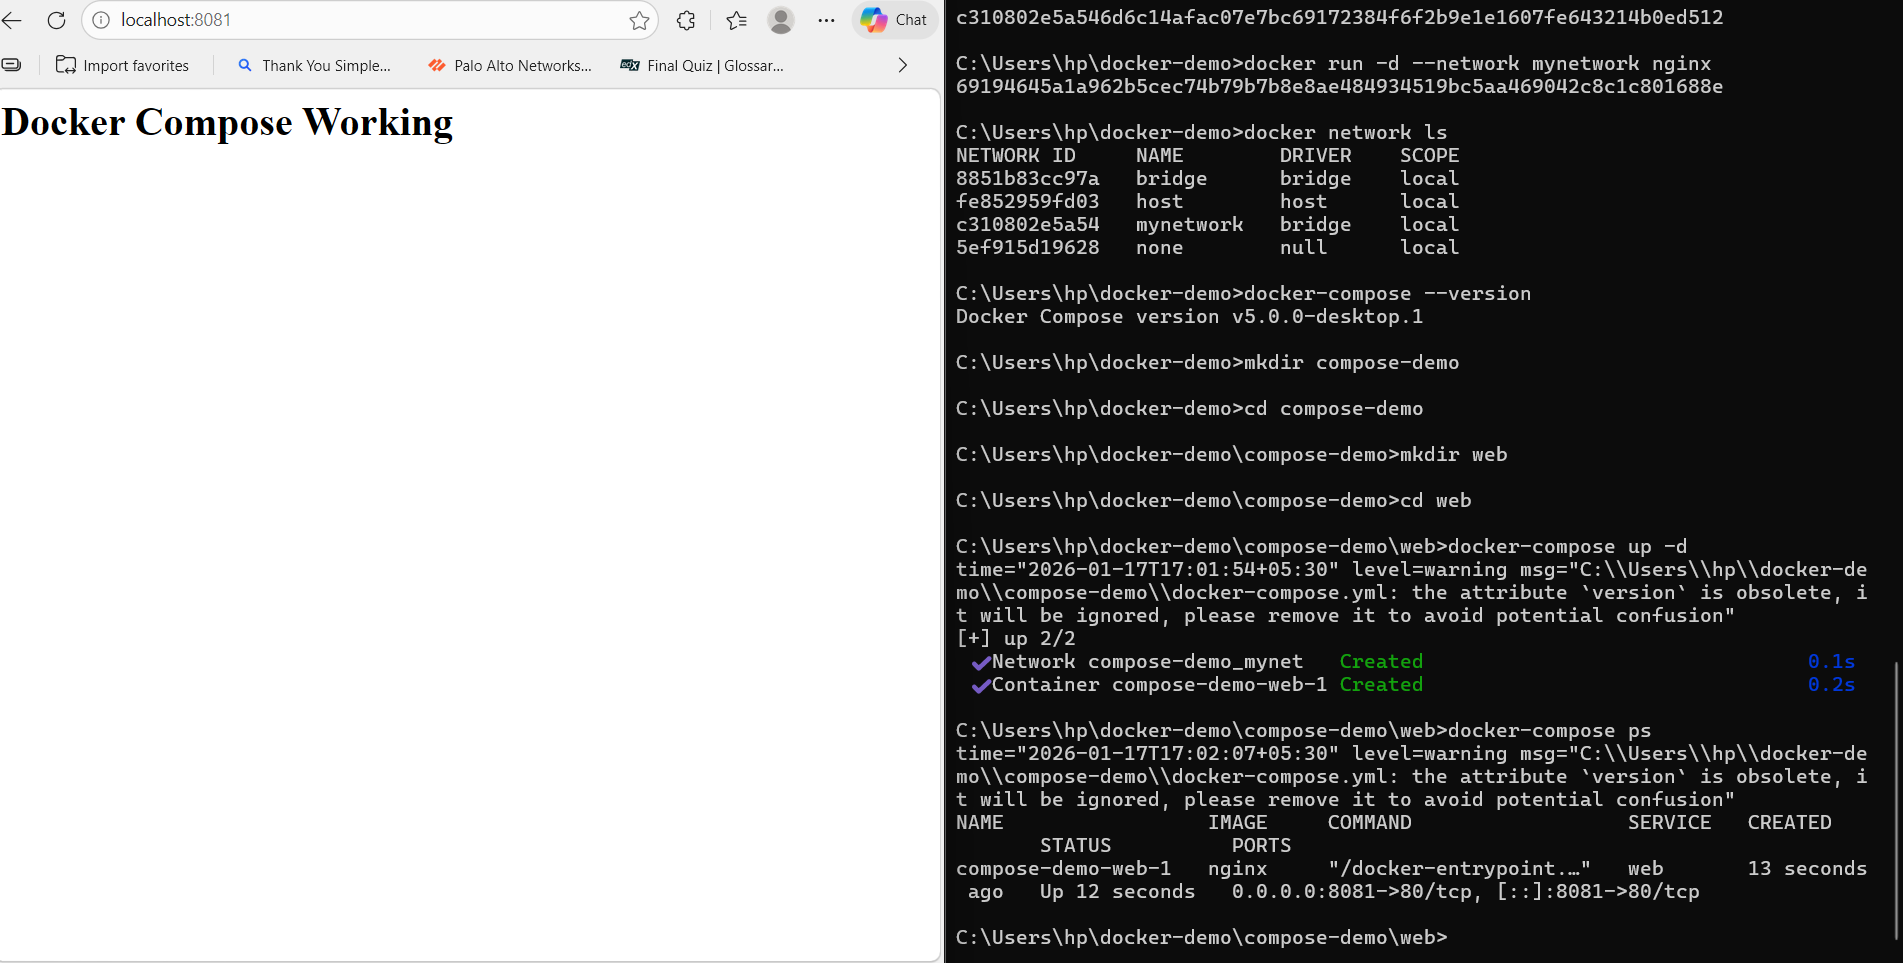 localhost:8081
Chat
Import favorites
Thank You Simple...
Palo Alto Networks...
edX
Final Quiz | Glossar...
Docker Compose Working
c310802e5a546d6c14afac07e7bc69172384f6f2b9e1e1607fe643214b0ed512
C:\Users\hp\docker-demo>docker run -d --network mynetwork nginx
69194645a1a962b5cec74b79b7b8e8ae484934519bc5aa469042c8c1c801688e
C:\Users\hp\docker-demo>docker network ls
NETWORK ID     NAME        DRIVER    SCOPE
8851b83cc97a   bridge      bridge    local
fe852959fd03   host        host      local
c310802e5a54   mynetwork   bridge    local
5ef915d19628   none        null      local
C:\Users\hp\docker-demo>docker-compose --version
Docker Compose version v5.0.0-desktop.1
C:\Users\hp\docker-demo>mkdir compose-demo
C:\Users\hp\docker-demo>cd compose-demo
C:\Users\hp\docker-demo\compose-demo>mkdir web
C:\Users\hp\docker-demo\compose-demo>cd web
C:\Users\hp\docker-demo\compose-demo\web>docker-compose up -d
time="2026-01-17T17:01:54+05:30" level=warning msg="C:\\Users\\hp\\docker-de
mo\\compose-demo\\docker-compose.yml: the attribute `version` is obsolete, i
t will be ignored, please remove it to avoid potential confusion"
[+] up 2/2
✔Network compose-demo_mynet   Created   0.1s
✔Container compose-demo-web-1 Created   0.2s
C:\Users\hp\docker-demo\compose-demo\web>docker-compose ps
time="2026-01-17T17:02:07+05:30" level=warning msg="C:\\Users\\hp\\docker-de
mo\\compose-demo\\docker-compose.yml: the attribute `version` is obsolete, i
t will be ignored, please remove it to avoid potential confusion"
NAME                 IMAGE     COMMAND                  SERVICE   CREATED
       STATUS          PORTS
compose-demo-web-1   nginx     "/docker-entrypoint.…"   web       13 seconds
 ago   Up 12 seconds   0.0.0.0:8081->80/tcp, [::]:8081->80/tcp
C:\Users\hp\docker-demo\compose-demo\web>